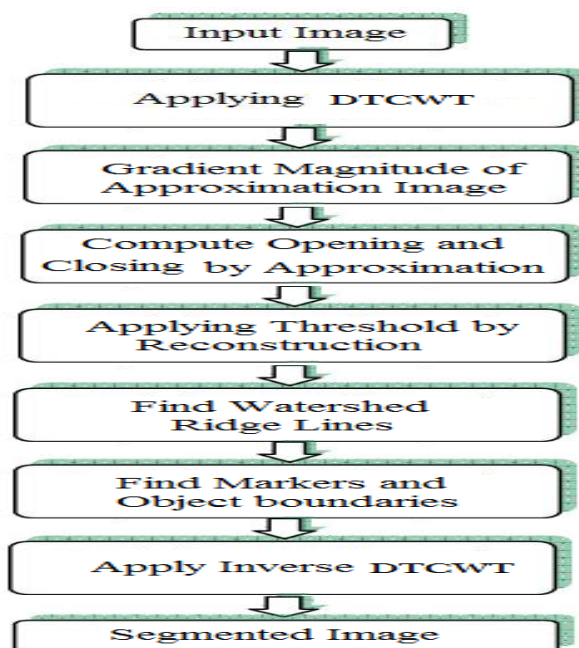 Input Image
Applying DTCWT
Gradient Magnitude of
Approximation Image
Compute Opening and
Closing by Approximation
Applying Threshold by
Reconstruction
Find Watershed
Ridge Lines
Find Markers and
Object boundaries
Apply Inverse DTCWT
Segmented Image